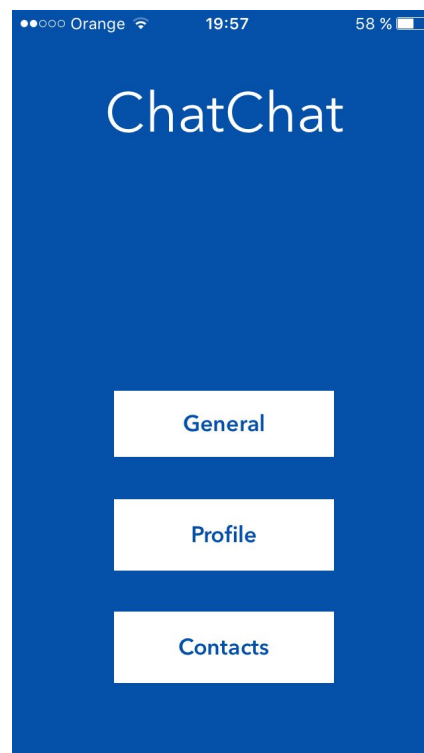 ●●○○○ Orange 19:57 58 %
ChatChat
General
Profile
Contacts